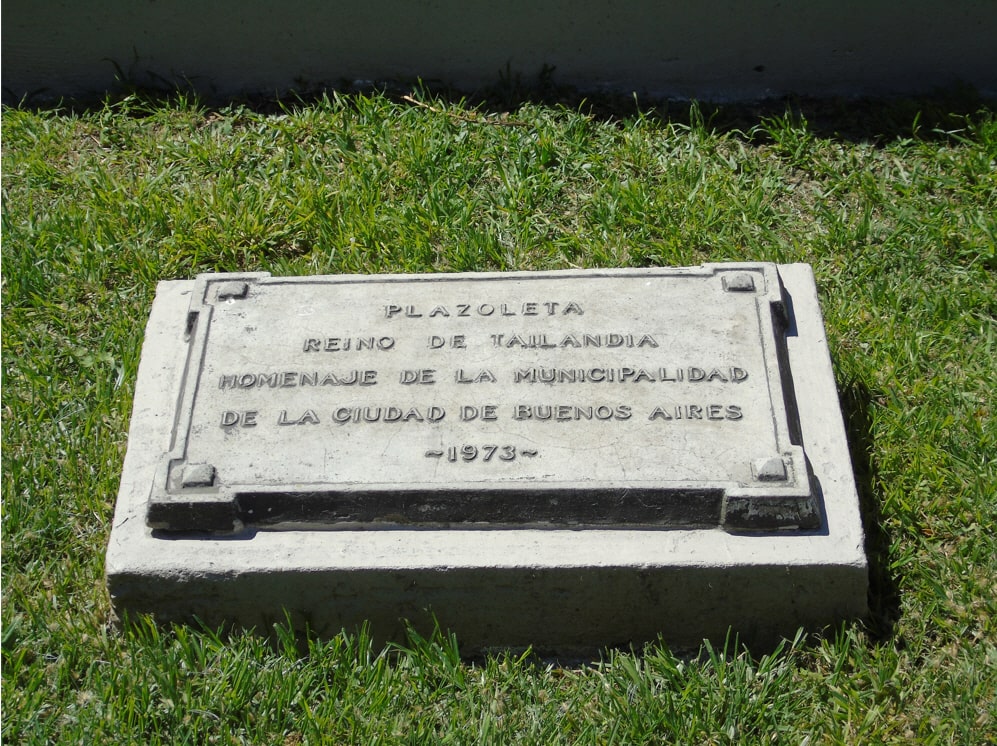 PLAZOLETA
REINO DE TAILANDIA
HOMENAJE DE LA MUNICIPALIDAD
DE LA CIUDAD DE BUENOS AIRES
~1973~